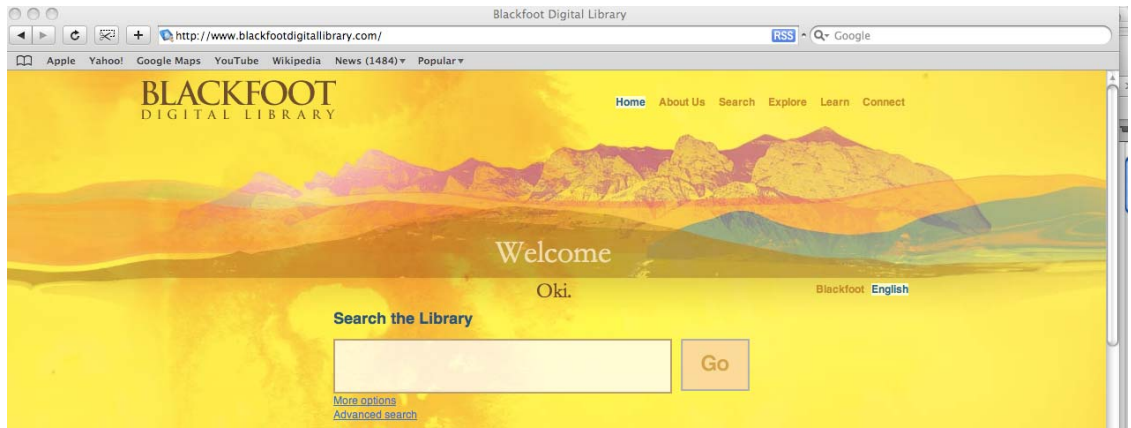 Blackfoot Digital Library
http://www.blackfootdigitallibrary.com/ RSS Google
Apple Yahoo! Google Maps YouTube Wikipedia News (1484) Popular
BLACKFOOT
DIGITAL LIBRARY
Home About Us Search Explore Learn Connect
Welcome
Oki.
Blackfoot English
Search the Library
Go
More options
Advanced search